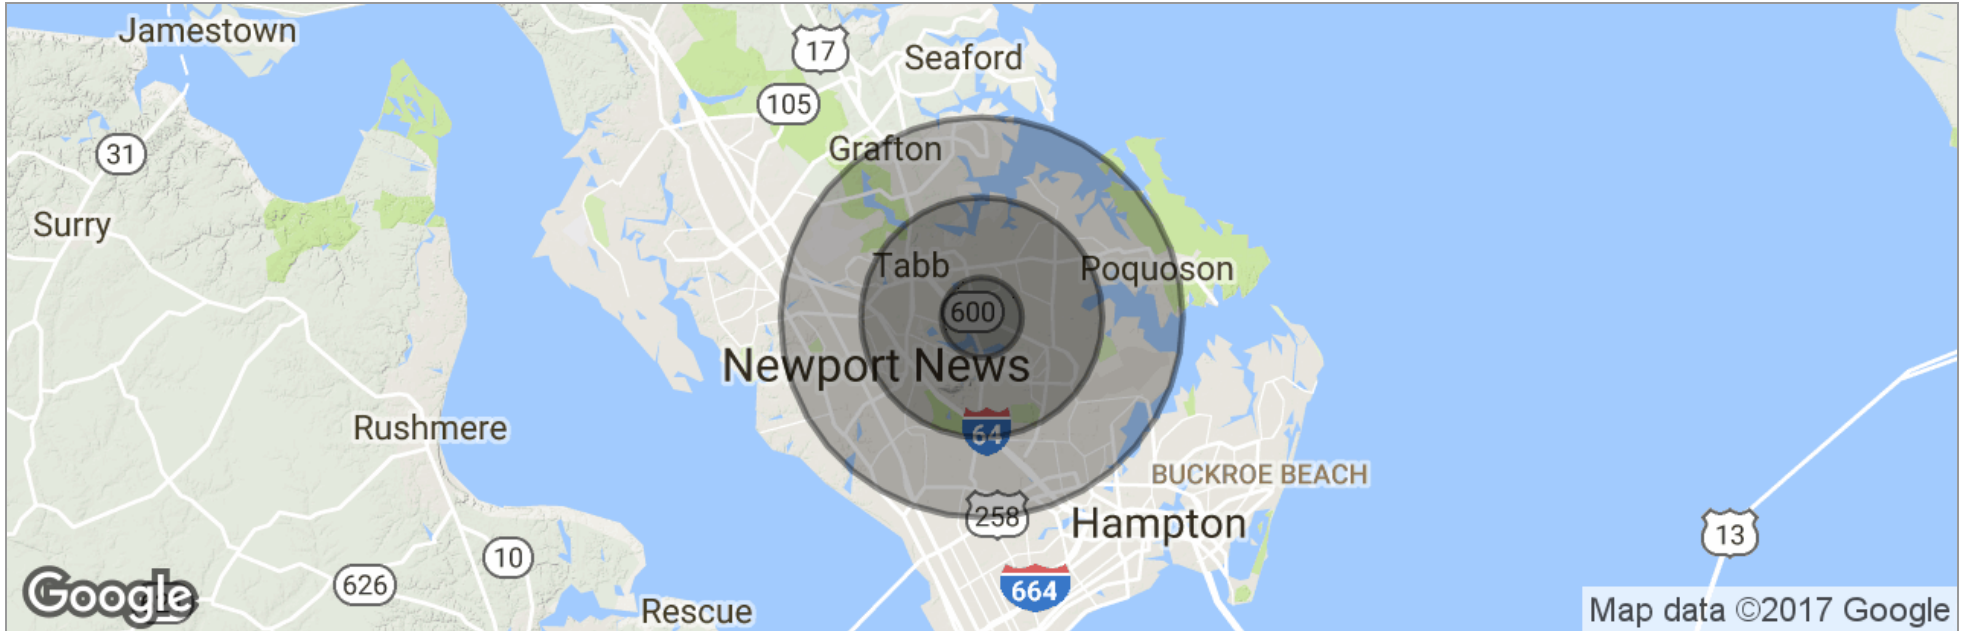 Jamestown
17
Seaford
105
Grafton
31
Surry
Tabb
Poquoson
600
Newport News
Rushmere
64
BUCKROE BEACH
258
Hampton
13
10
626
664
Google
Rescue
Map data ©2017 Google